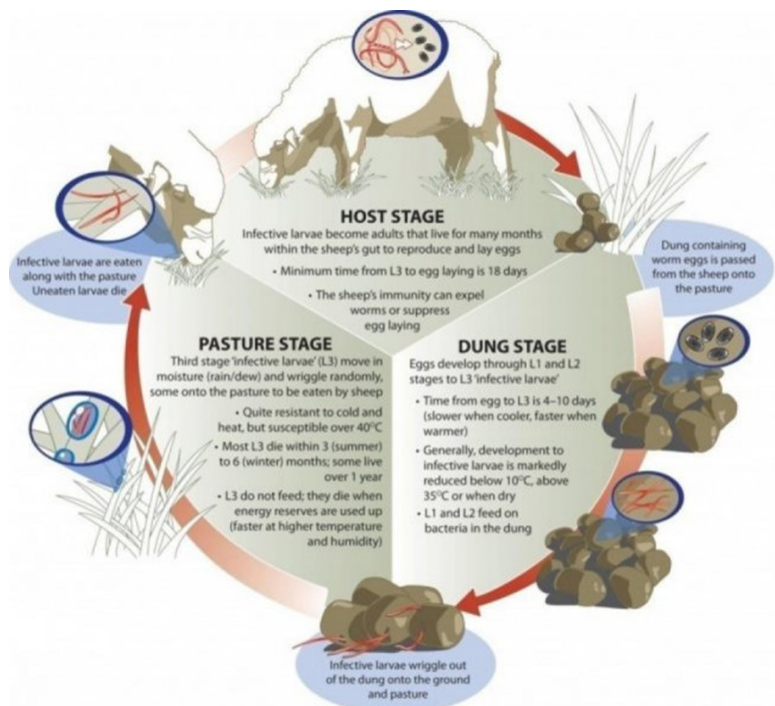 HOST STAGE
Infective larvae become adults that live for many months
within the sheep's gut to reproduce and lay eggs
• Minimum time from L3 to egg laying is 18 days
• The sheep's immunity can expel
worms or suppress
egg laying
Dung containing
worm eggs is passed
from the sheep onto
the pasture
DUNG STAGE
Eggs develop through L1 and L2
stages to L3 'infective larvae'
• Time from egg to L3 is 4–10 days
(slower when cooler, faster when
warmer)
• Generally, development to
infective larvae is markedly
reduced below 10°C, above
35°C or when dry
• L1 and L2 feed on
bacteria in the dung
Infective larvae wriggle out
of the dung onto the ground
and pasture
PASTURE STAGE
Third stage 'infective larvae' (L3) move in
moisture (rain/dew) and wriggle randomly,
some onto the pasture to be eaten by sheep
• Quite resistant to cold and
heat, but susceptible over 40°C
• Most L3 die within 3 (summer)
to 6 (winter) months; some live
over 1 year
• L3 do not feed; they die when
energy reserves are used up
(faster at higher temperature
and humidity)
Infective larvae are eaten
along with the pasture
Uneaten larvae die